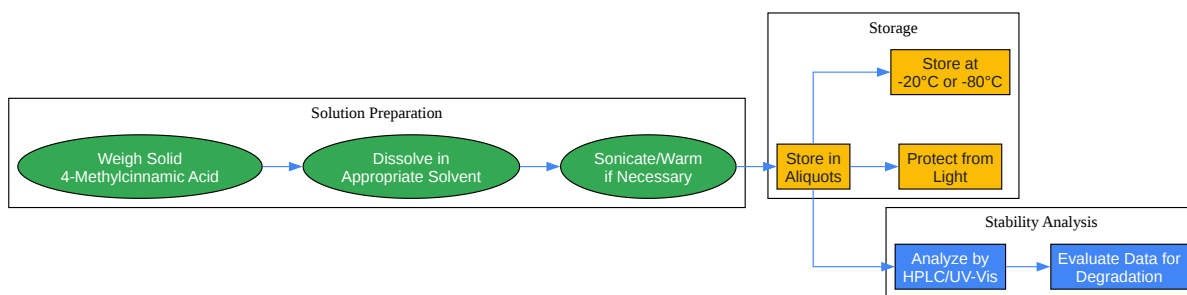 Solution Preparation
Weigh Solid
4-Methylcinnamic Acid
Dissolve in
Appropriate Solvent
Sonicate/Warm
if Necessary
Storage
Store in
Aliquots
Store at
-20°C or -80°C
Protect from
Light
Stability Analysis
Analyze by
HPLC/UV-Vis
Evaluate Data for
Degradation